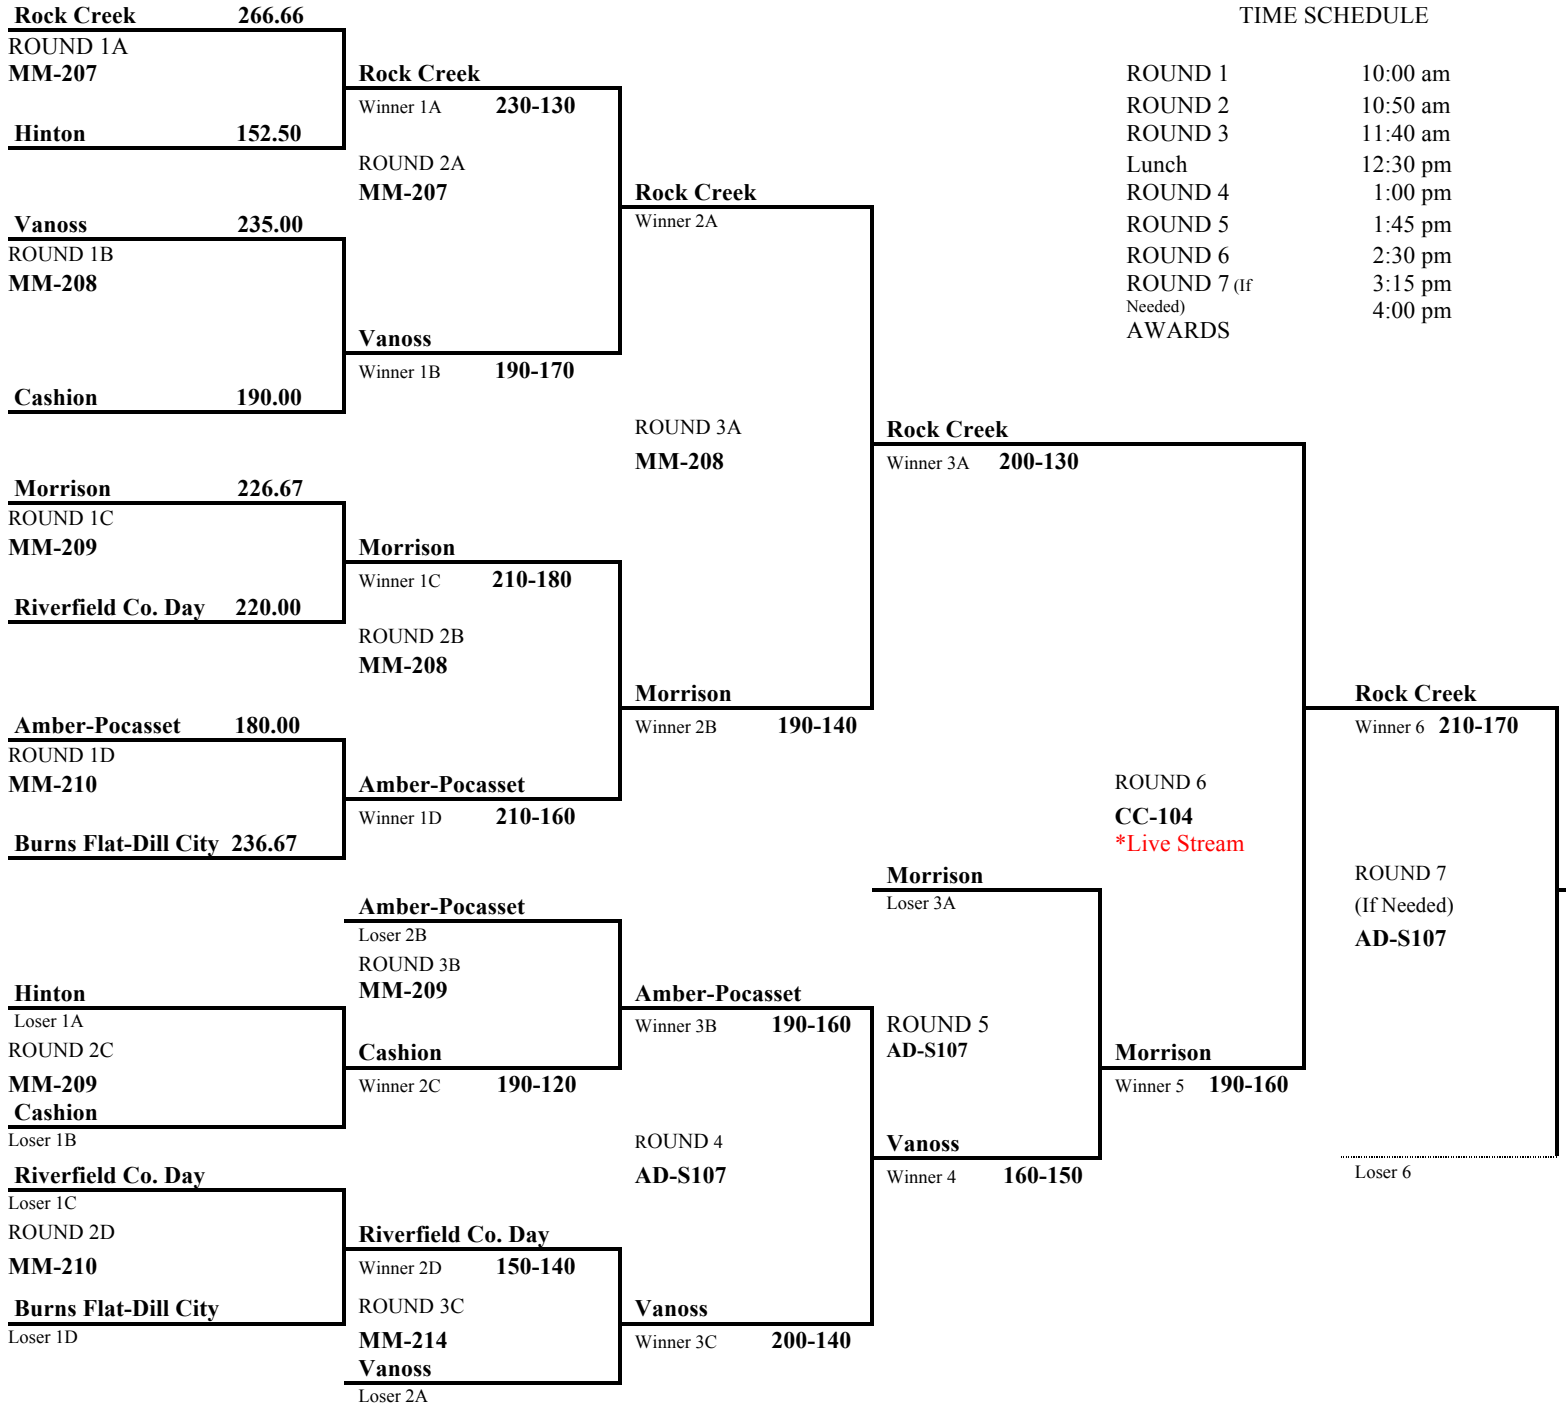 Rock Creek 266.66
ROUND 1A
MM-207
Hinton 152.50
Vanoss 235.00
ROUND 1B
MM-208
Cashion 190.00
Morrison 226.67
ROUND 1C
MM-209
Riverfield Co. Day 220.00
Amber-Pocasset 180.00
ROUND 1D
MM-210
Burns Flat-Dill City 236.67
Hinton
Loser 1A
ROUND 2C
MM-209
Cashion
Loser 1B
Riverfield Co. Day
Loser 1C
ROUND 2D
MM-210
Burns Flat-Dill City
Loser 1D
Rock Creek
Winner 1A 230-130
ROUND 2A
MM-207
Vanoss
Winner 1B 190-170
Morrison
Winner 1C 210-180
ROUND 2B
MM-208
Amber-Pocasset
Winner 1D 210-160
Amber-Pocasset
Loser 2B
ROUND 3B
MM-209
Cashion
Winner 2C 190-120
Riverfield Co. Day
Winner 2D 150-140
ROUND 3C
MM-214
Vanoss
Loser 2A
Rock Creek
Winner 2A
ROUND 3A
MM-208
Morrison
Winner 2B 190-140
Amber-Pocasset
Winner 3B 190-160
ROUND 4
AD-S107
Vanoss
Winner 3C 200-140
Rock Creek
Winner 3A 200-130
Morrison
Loser 3A
ROUND 5
AD-S107
Vanoss
Winner 4 160-150
TIME SCHEDULE
ROUND 1 10:00 am
ROUND 2 10:50 am
ROUND 3 11:40 am
Lunch 12:30 pm
ROUND 4 1:00 pm
ROUND 5 1:45 pm
ROUND 6 2:30 pm
ROUND 7 (If 3:15 pm
Needed) 4:00 pm
AWARDS
ROUND 6
CC-104
*Live Stream
Morrison
Winner 5 190-160
Rock Creek
Winner 6 210-170
ROUND 7
(If Needed)
AD-S107
Loser 6